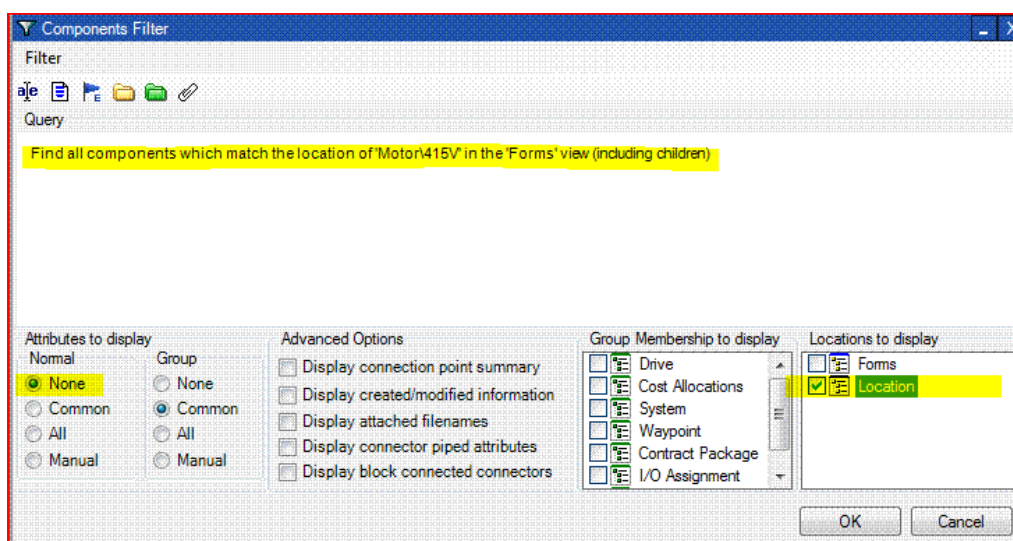 Components Filter
Filter
Query
Find all components which match the location of 'Motor\415V' in the 'Forms' view (including children)
Attributes to display
Normal
None
Common
All
Manual
Group
None
Common
All
Manual
Advanced Options
Display connection point summary
Display created/modified information
Display attached filenames
Display connector piped attributes
Display block connected connectors
Group Membership to display
Drive
Cost Allocations
System
Waypoint
Contract Package
I/O Assignment
Locations to display
Forms
Location
OK
Cancel